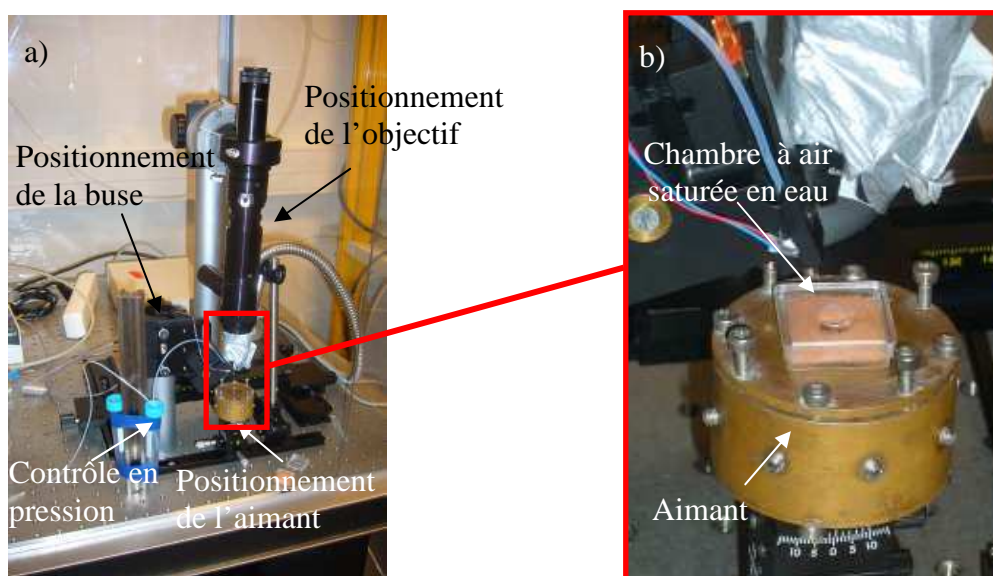 a)
Positionnement
de l'objectif
Positionnement
de la buse
Contrôle en
pression
Positionnement
de l'aimant
b)
Chambre à air
saturée en eau
Aimant
10 5 0 5 10